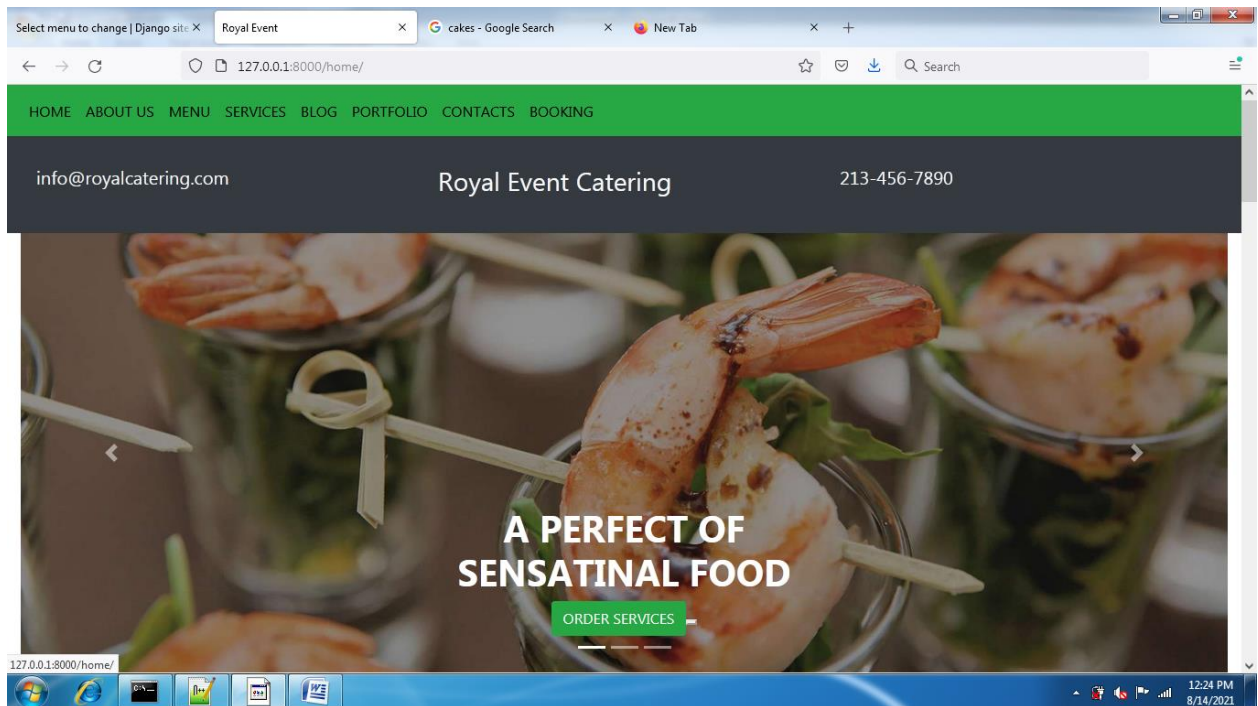 Select menu to change | Django site
Royal Event
cakes - Google Search
New Tab
127.0.0.1:8000/home/
Search
HOME ABOUT US MENU SERVICES BLOG PORTFOLIO CONTACTS BOOKING
info@royalcatering.com
Royal Event Catering
213-456-7890
A PERFECT OF
SENSATINAL FOOD
ORDER SERVICES
127.0.0.1:8000/home/
12:24 PM
8/14/2021